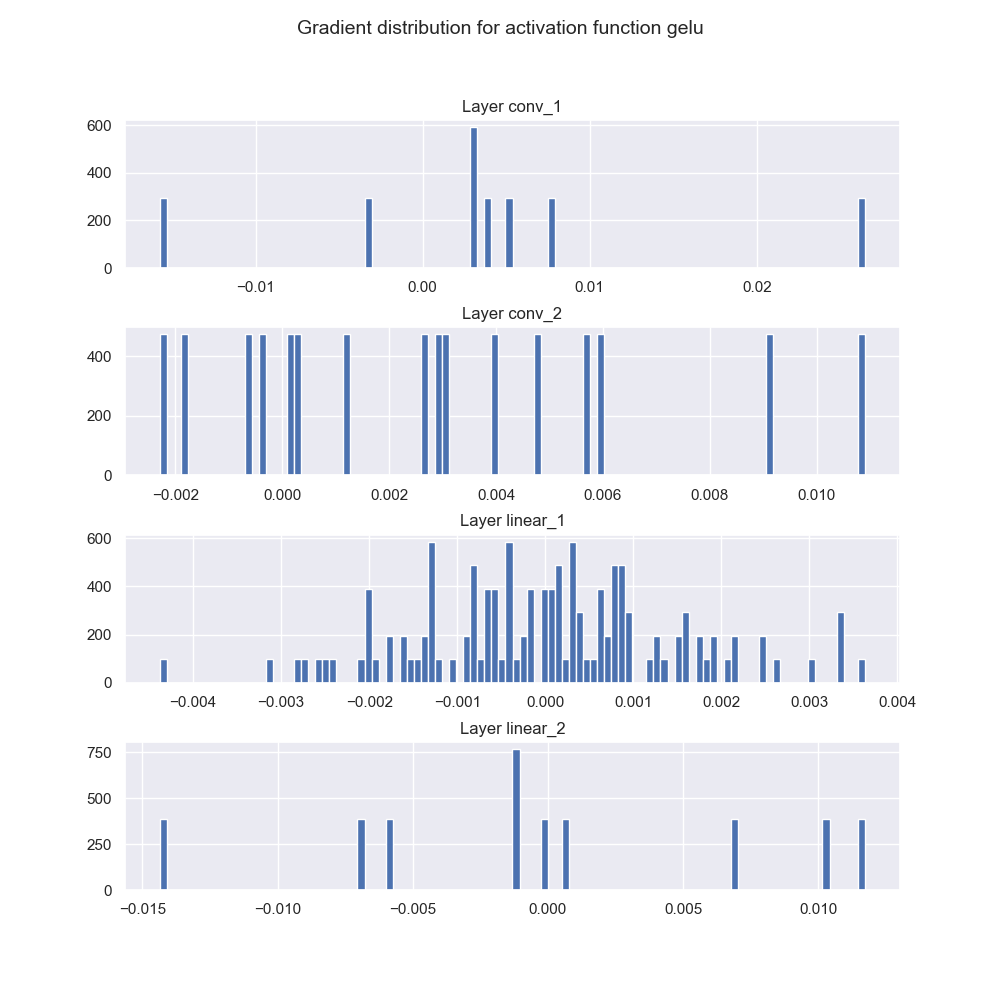 Gradient distribution for activation function gelu
Layer conv_1
600
400
200
0
−0.01 0.00 0.01 0.02
Layer conv_2
400
200
0
−0.002 0.000 0.002 0.004 0.006 0.008 0.010
Layer linear_1
600
400
200
0
−0.004 −0.003 −0.002 −0.001 0.000 0.001 0.002 0.003 0.004
Layer linear_2
750
500
250
0
−0.015 −0.010 −0.005 0.000 0.005 0.010